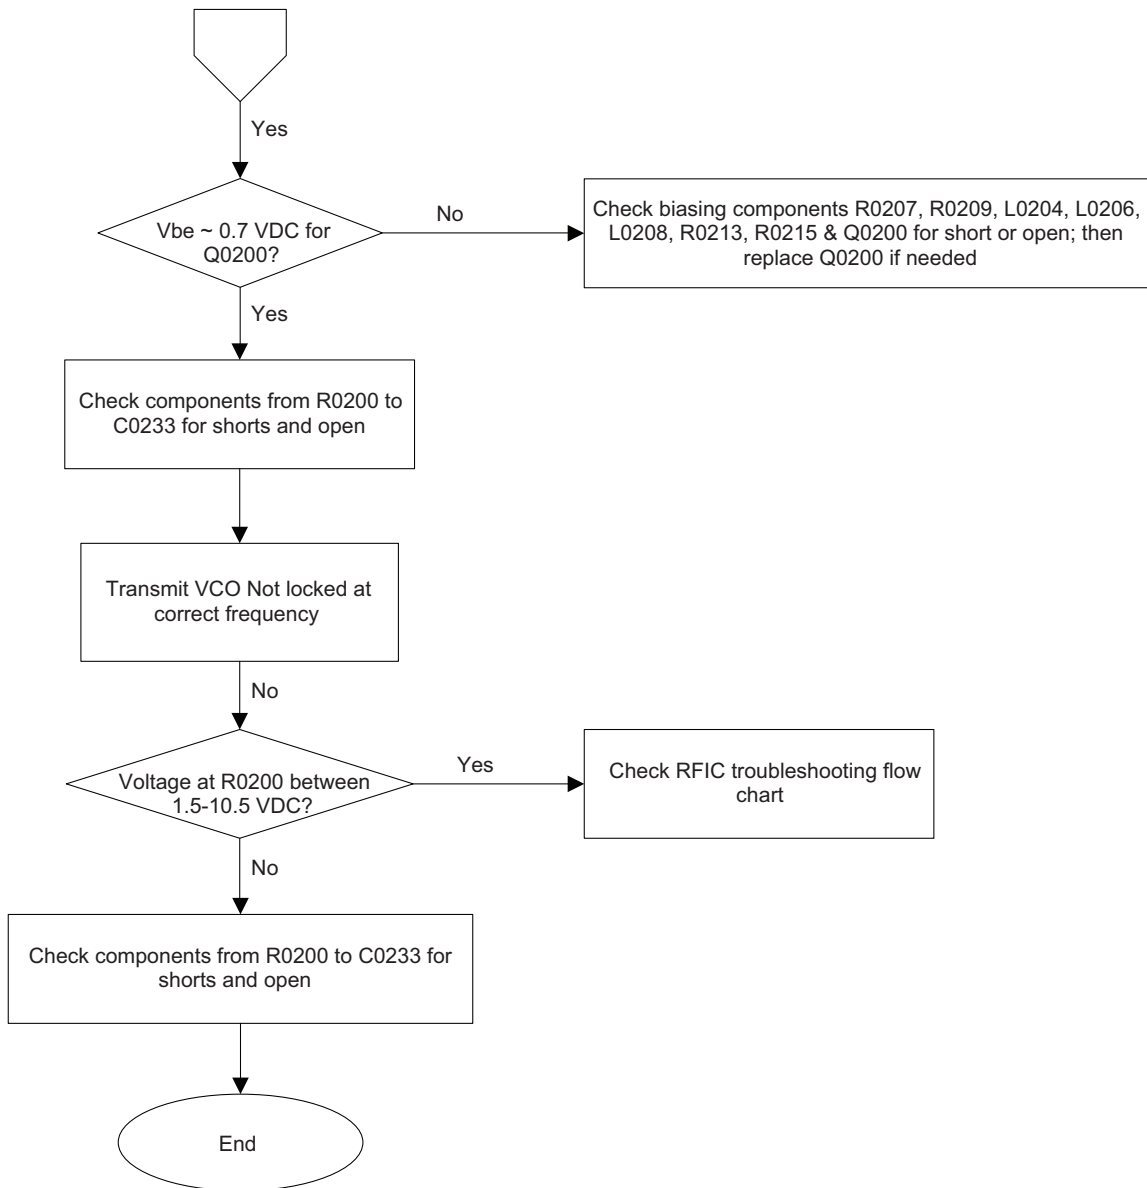 Yes
Vbe ~ 0.7 VDC for
Q0200?
No
Check biasing components R0207, R0209, L0204, L0206,
L0208, R0213, R0215 & Q0200 for short or open; then
replace Q0200 if needed
Yes
Check components from R0200 to
C0233 for shorts and open
Transmit VCO Not locked at
correct frequency
No
Voltage at R0200 between
1.5-10.5 VDC?
Yes
Check RFIC troubleshooting flow
chart
No
Check components from R0200 to C0233 for
shorts and open
End